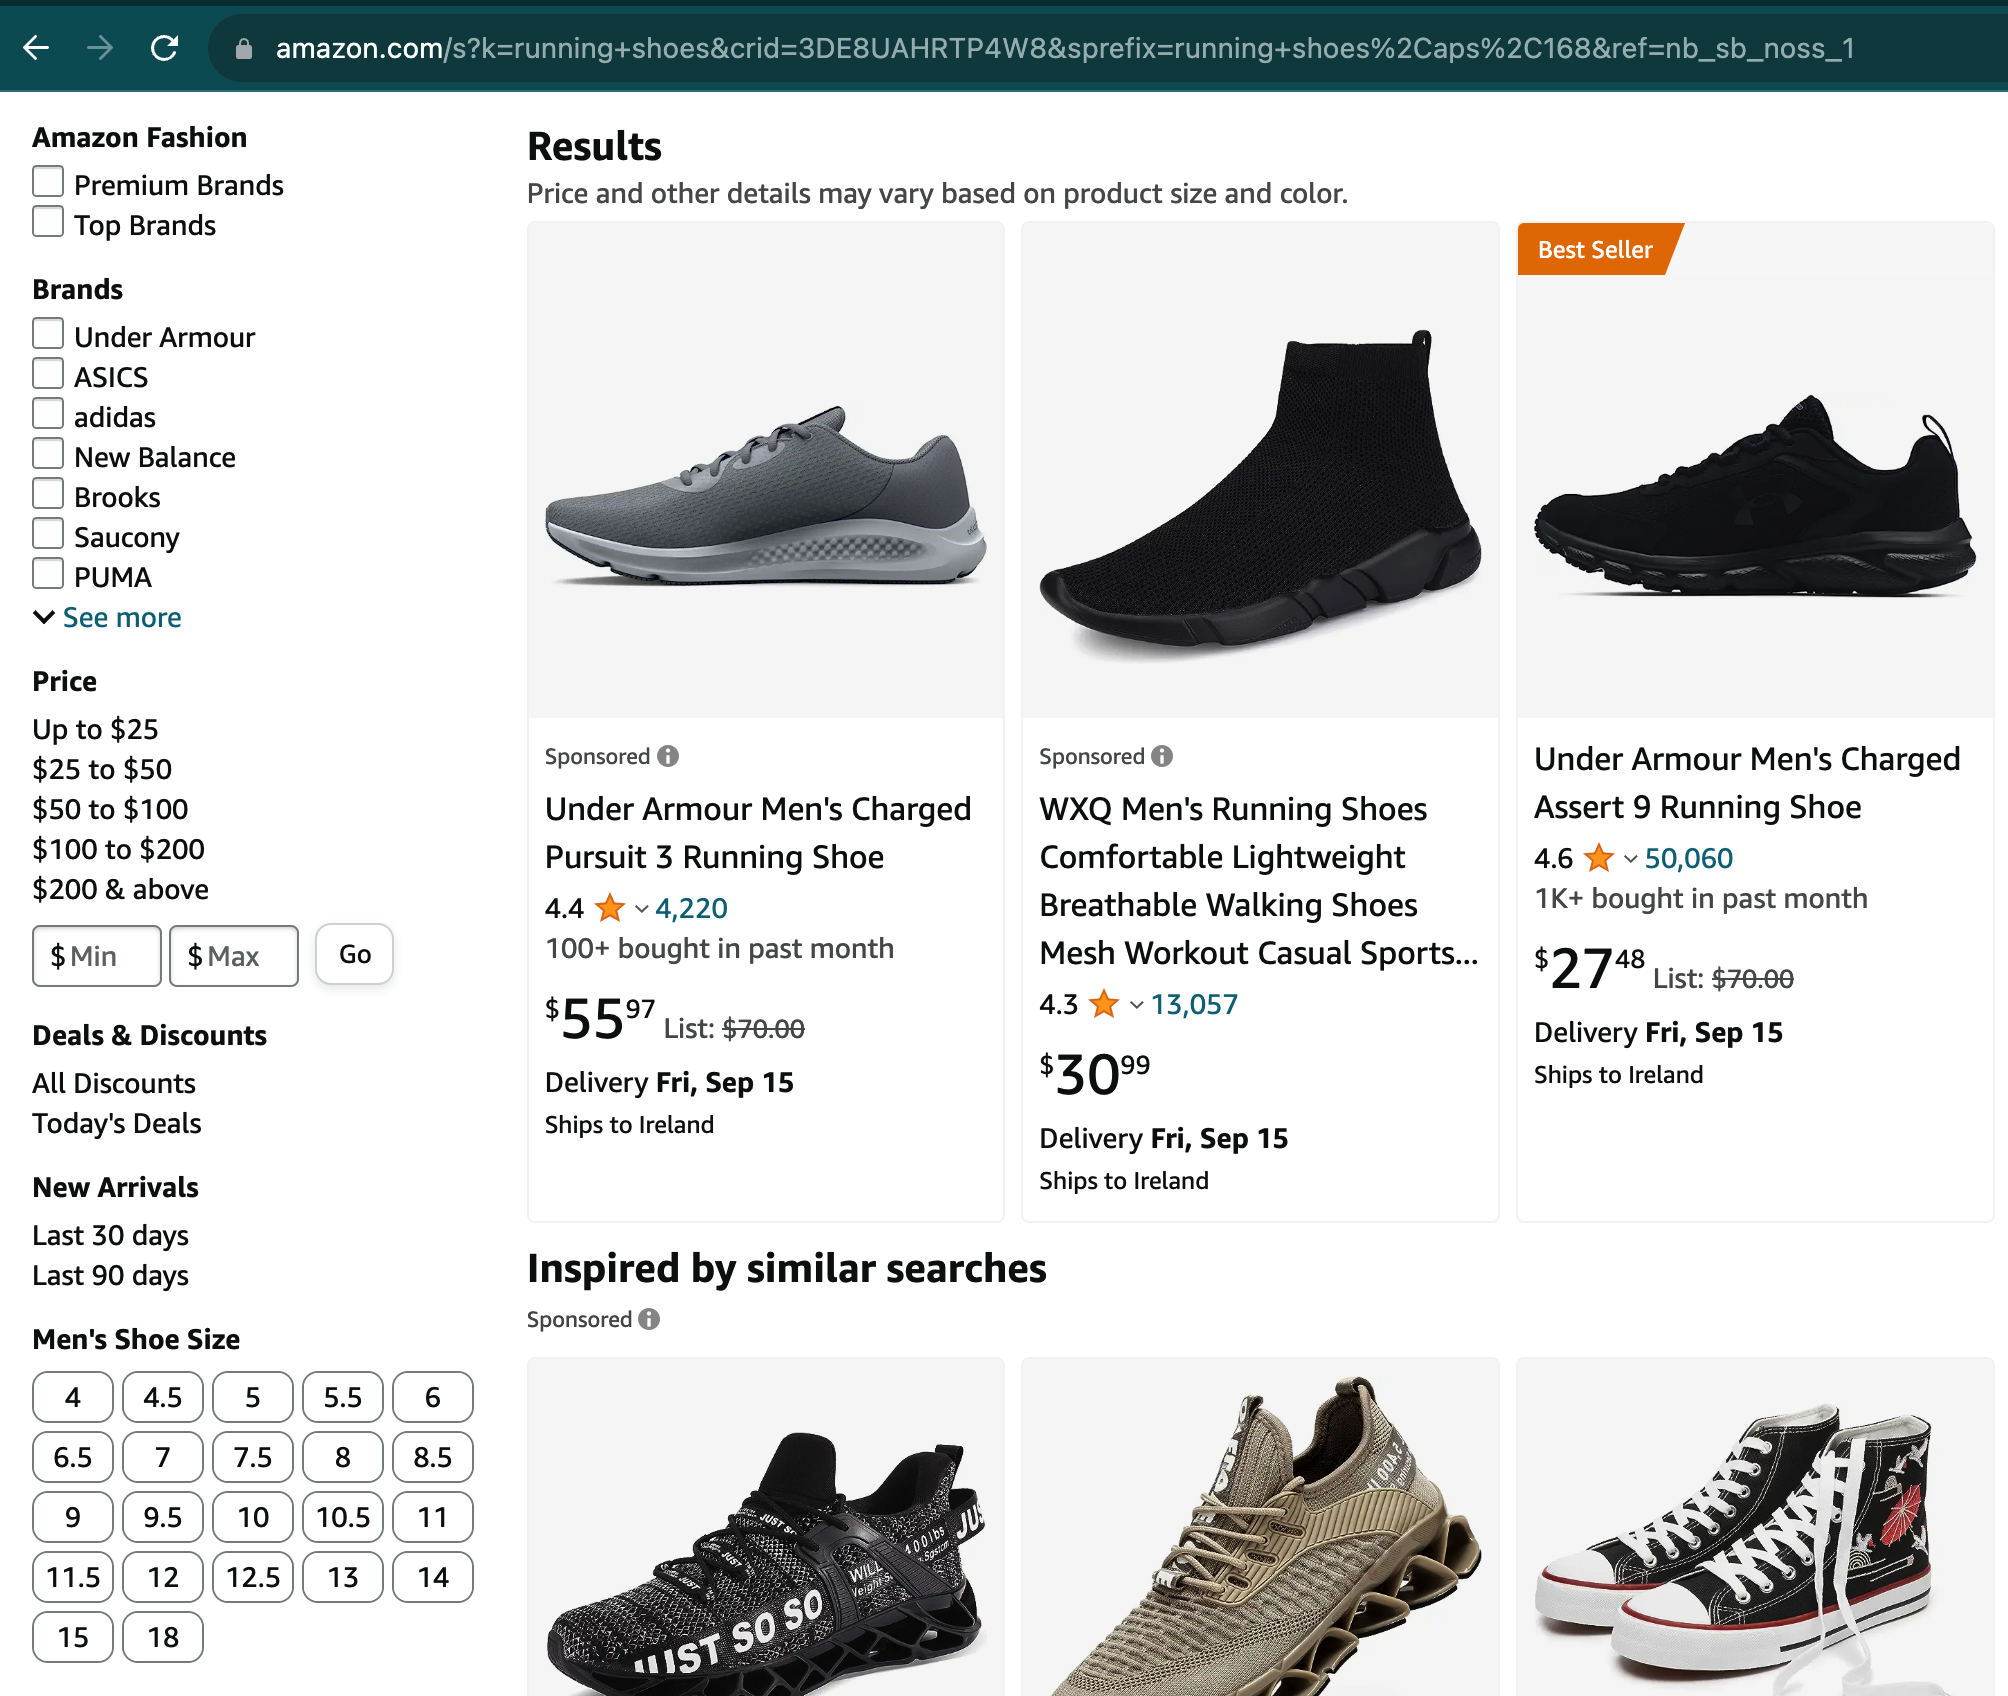 amazon.com/s?k=running+shoes&crid=3DE8UAHRTP4W8&sprefix=running+shoes%2Caps%2C168&ref=nb_sb_noss_1
Amazon Fashion
Premium Brands
Top Brands
Brands
Under Armour
ASICS
adidas
New Balance
Brooks
Saucony
PUMA
See more
Price
Up to $25
$25 to $50
$50 to $100
$100 to $200
$200 & above
$ Min $ Max Go
Deals & Discounts
All Discounts
Today's Deals
New Arrivals
Last 30 days
Last 90 days
Men's Shoe Size
4 4.5 5 5.5 6
6.5 7 7.5 8 8.5
9 9.5 10 10.5 11
11.5 12 12.5 13 14
15 18
Results
Price and other details may vary based on product size and color.
Sponsored
Under Armour Men's Charged
Pursuit 3 Running Shoe
4.4 4,220
100+ bought in past month
$55 97 List: $70.00
Delivery Fri, Sep 15
Ships to Ireland
Sponsored
WXQ Men's Running Shoes
Comfortable Lightweight
Breathable Walking Shoes
Mesh Workout Casual Sports...
4.3 13,057
$30 99
Delivery Fri, Sep 15
Ships to Ireland
Best Seller
Under Armour Men's Charged
Assert 9 Running Shoe
4.6 50,060
1K+ bought in past month
$27 48 List: $70.00
Delivery Fri, Sep 15
Ships to Ireland
Inspired by similar searches
Sponsored
JUST SO SO